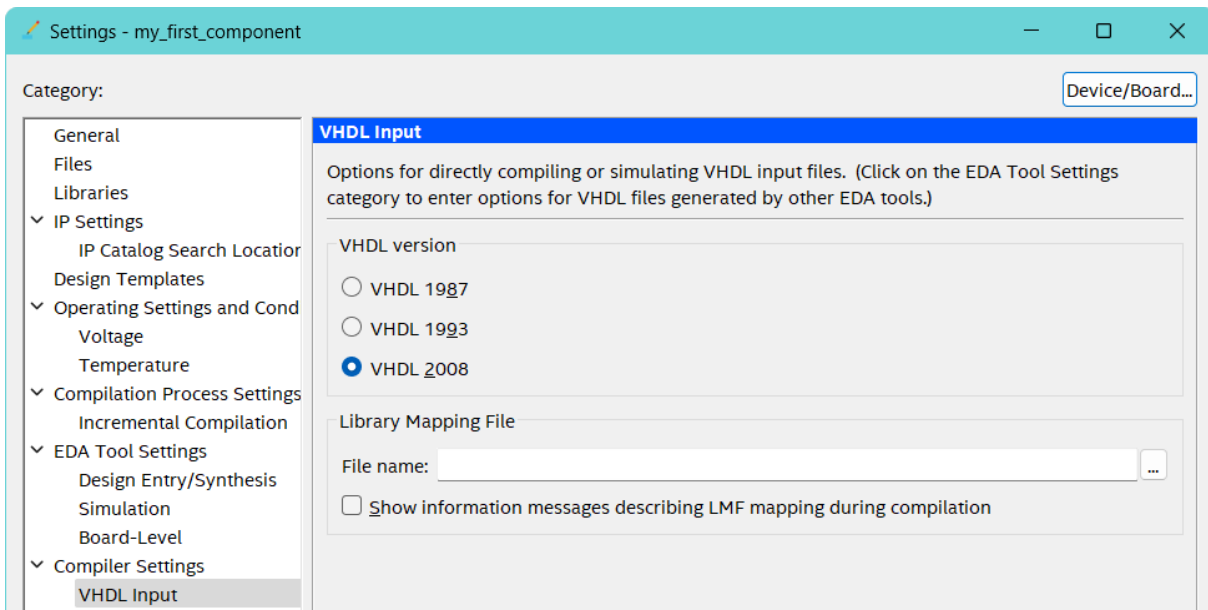 Settings - my_first_component
Category:
Device/Board...
General
Files
Libraries
IP Settings
IP Catalog Search Location
Design Templates
Operating Settings and Cond
Voltage
Temperature
Compilation Process Settings
Incremental Compilation
EDA Tool Settings
Design Entry/Synthesis
Simulation
Board-Level
Compiler Settings
VHDL Input
VHDL Input
Options for directly compiling or simulating VHDL input files. (Click on the EDA Tool Settings
category to enter options for VHDL files generated by other EDA tools.)
VHDL version
VHDL 1987
VHDL 1993
VHDL 2008
Library Mapping File
File name:
...
Show information messages describing LMF mapping during compilation